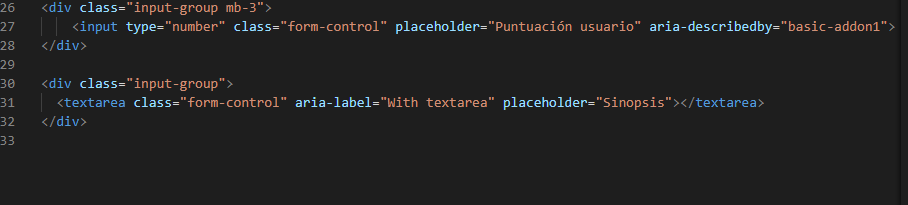 26 <div class="input-group mb-3">
27     <input type="number" class="form-control" placeholder="Puntuación usuario" aria-describedby="basic-addon1">
28 </div>
29
30 <div class="input-group">
31   <textarea class="form-control" aria-label="With textarea" placeholder="Sinopsis"></textarea>
32 </div>
33